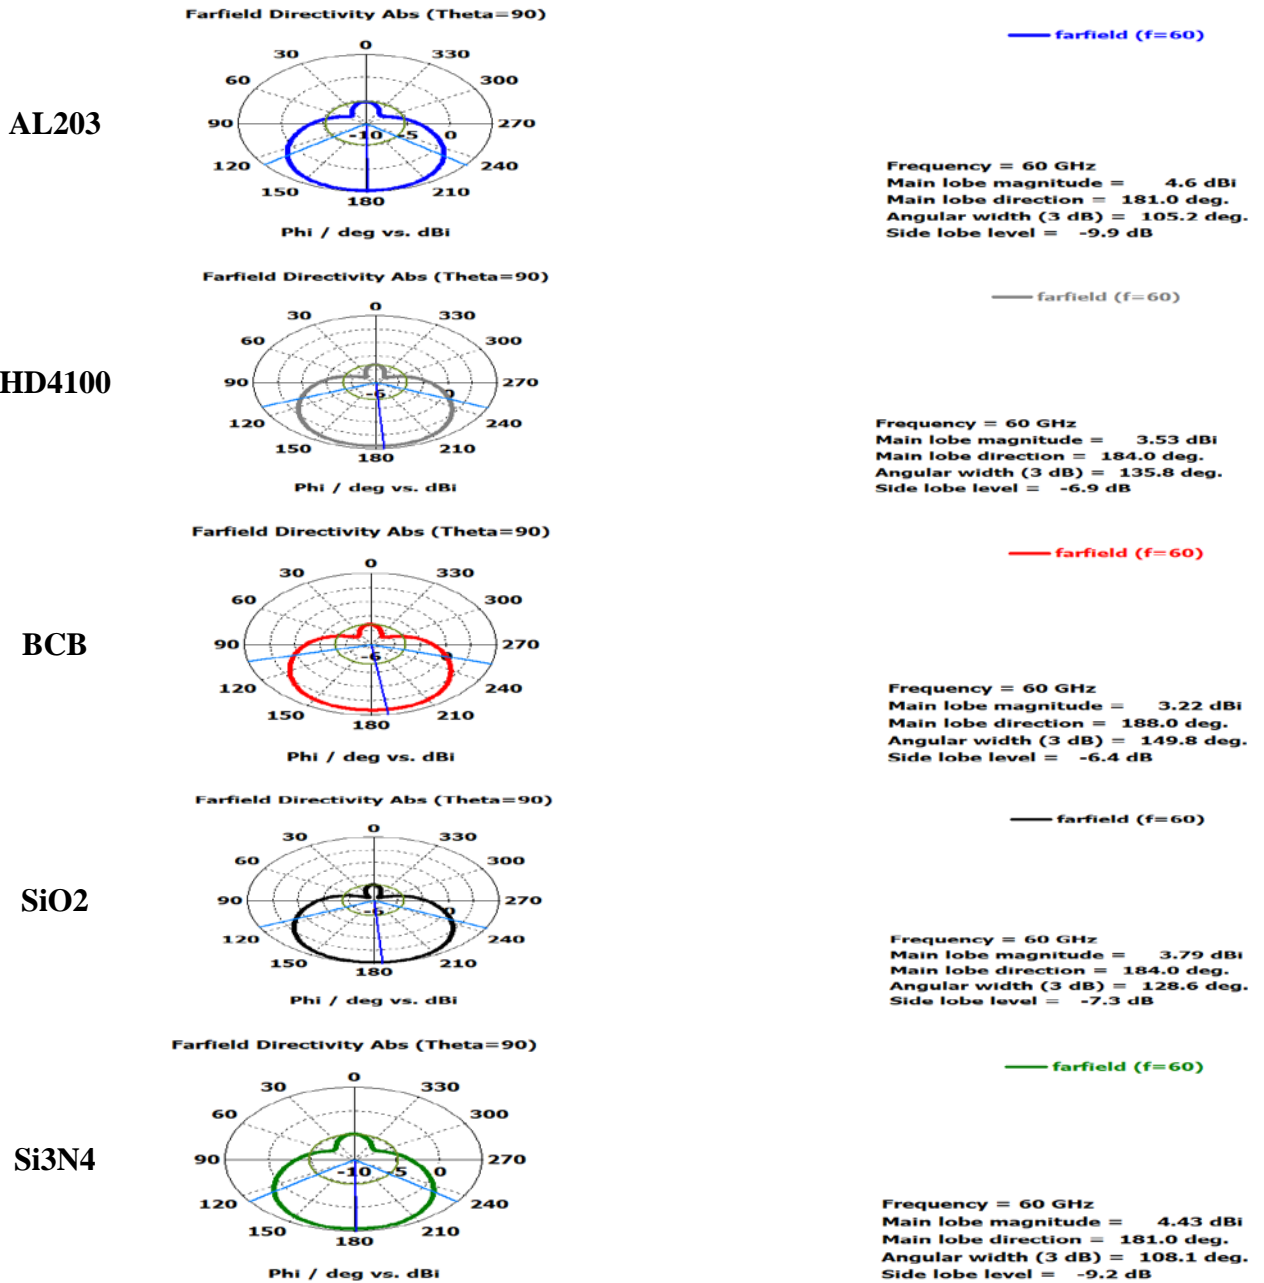 Farfield Directivity Abs (Theta=90)
AL203
0
30
330
60
300
90
270
-10
-5
0
120
240
150
210
180
Phi / deg vs. dBi
farfield (f=60)
Frequency = 60 GHz
Main lobe magnitude = 4.6 dBi
Main lobe direction = 181.0 deg.
Angular width (3 dB) = 105.2 deg.
Side lobe level = -9.9 dB
Farfield Directivity Abs (Theta=90)
HD4100
0
30
330
60
300
90
270
-6
0
120
240
150
210
180
Phi / deg vs. dBi
farfield (f=60)
Frequency = 60 GHz
Main lobe magnitude = 3.53 dBi
Main lobe direction = 184.0 deg.
Angular width (3 dB) = 135.8 deg.
Side lobe level = -6.9 dB
Farfield Directivity Abs (Theta=90)
BCB
0
30
330
60
300
90
270
-6
0
120
240
150
210
180
Phi / deg vs. dBi
farfield (f=60)
Frequency = 60 GHz
Main lobe magnitude = 3.22 dBi
Main lobe direction = 188.0 deg.
Angular width (3 dB) = 149.8 deg.
Side lobe level = -6.4 dB
Farfield Directivity Abs (Theta=90)
SiO2
0
30
330
60
300
90
270
-6
0
120
240
150
210
180
Phi / deg vs. dBi
farfield (f=60)
Frequency = 60 GHz
Main lobe magnitude = 3.79 dBi
Main lobe direction = 184.0 deg.
Angular width (3 dB) = 128.6 deg.
Side lobe level = -7.3 dB
Farfield Directivity Abs (Theta=90)
Si3N4
0
30
330
60
300
90
270
-10
-5
0
120
240
150
210
180
Phi / deg vs. dBi
farfield (f=60)
Frequency = 60 GHz
Main lobe magnitude = 4.43 dBi
Main lobe direction = 181.0 deg.
Angular width (3 dB) = 108.1 deg.
Side lobe level = -9.2 dB